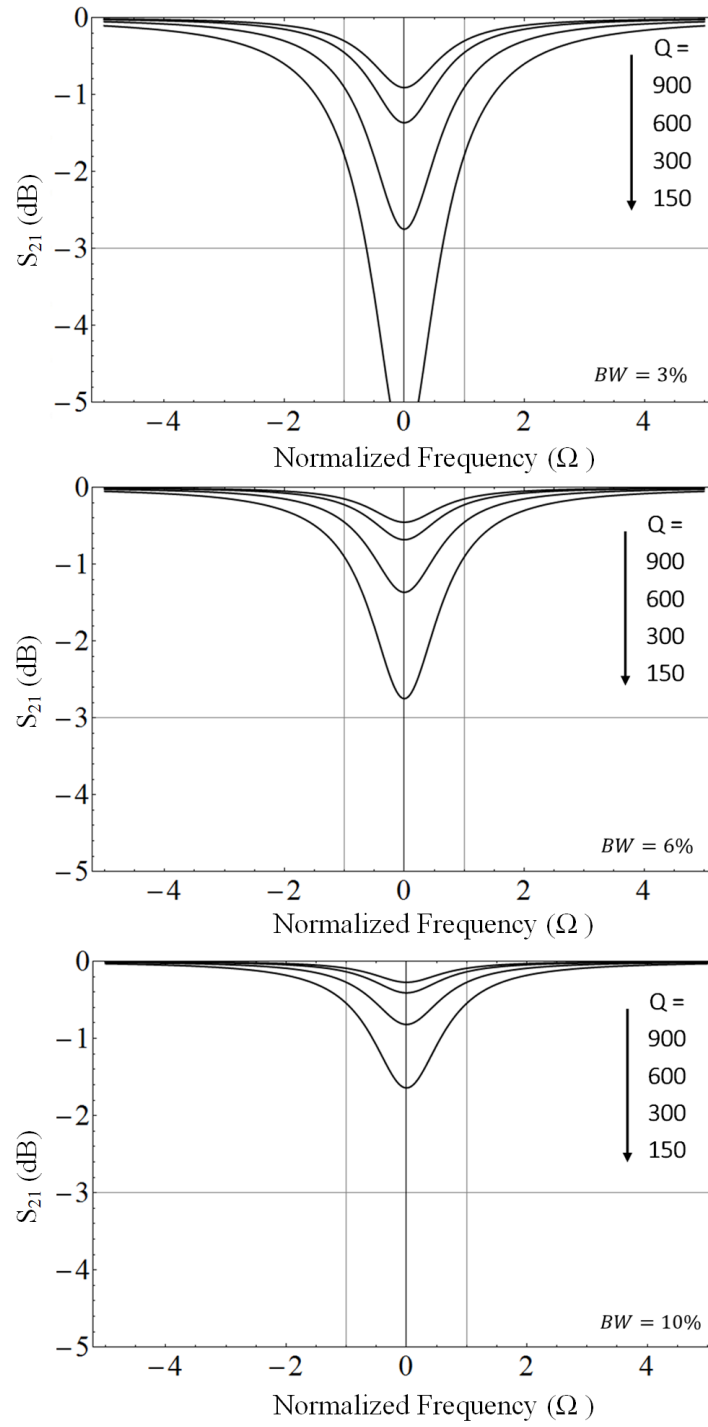 0
−1
−2
−3
−4
−5
S21 (dB)
Q =
900
600
300
150
BW = 3%
−4 −2 0 2 4
Normalized Frequency (Ω )
0
−1
−2
−3
−4
−5
S21 (dB)
Q =
900
600
300
150
BW = 6%
−4 −2 0 2 4
Normalized Frequency (Ω )
0
−1
−2
−3
−4
−5
S21 (dB)
Q =
900
600
300
150
BW = 10%
−4 −2 0 2 4
Normalized Frequency (Ω )